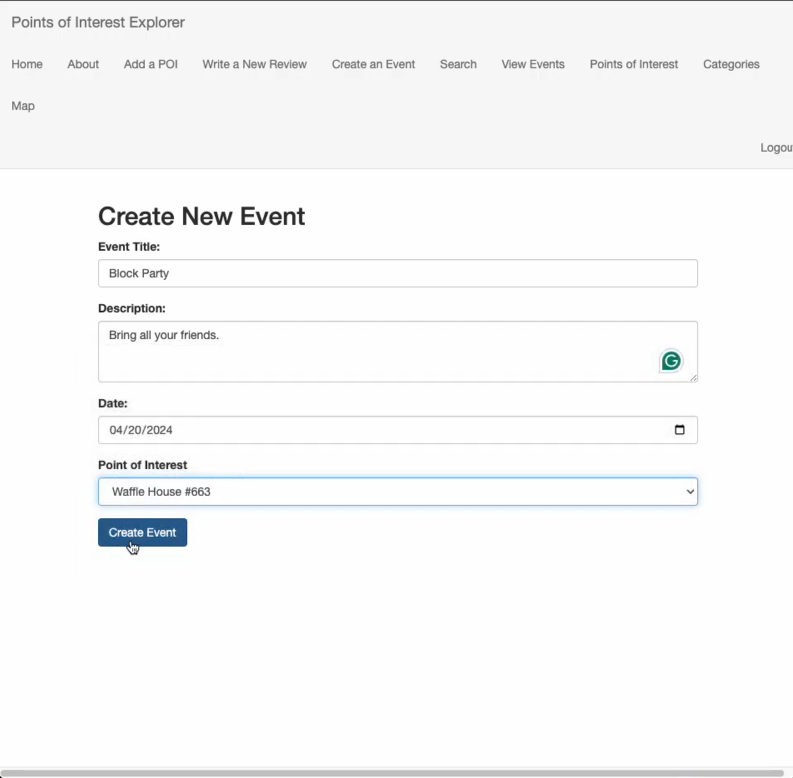 Points of Interest Explorer
Home About Add a POI Write a New Review Create an Event Search View Events Points of Interest Categories
Map
Logou
Create New Event
Event Title:
Block Party
Description:
Bring all your friends.
G
Date:
04/20/2024
Point of Interest
Waffle House #663
Create Event